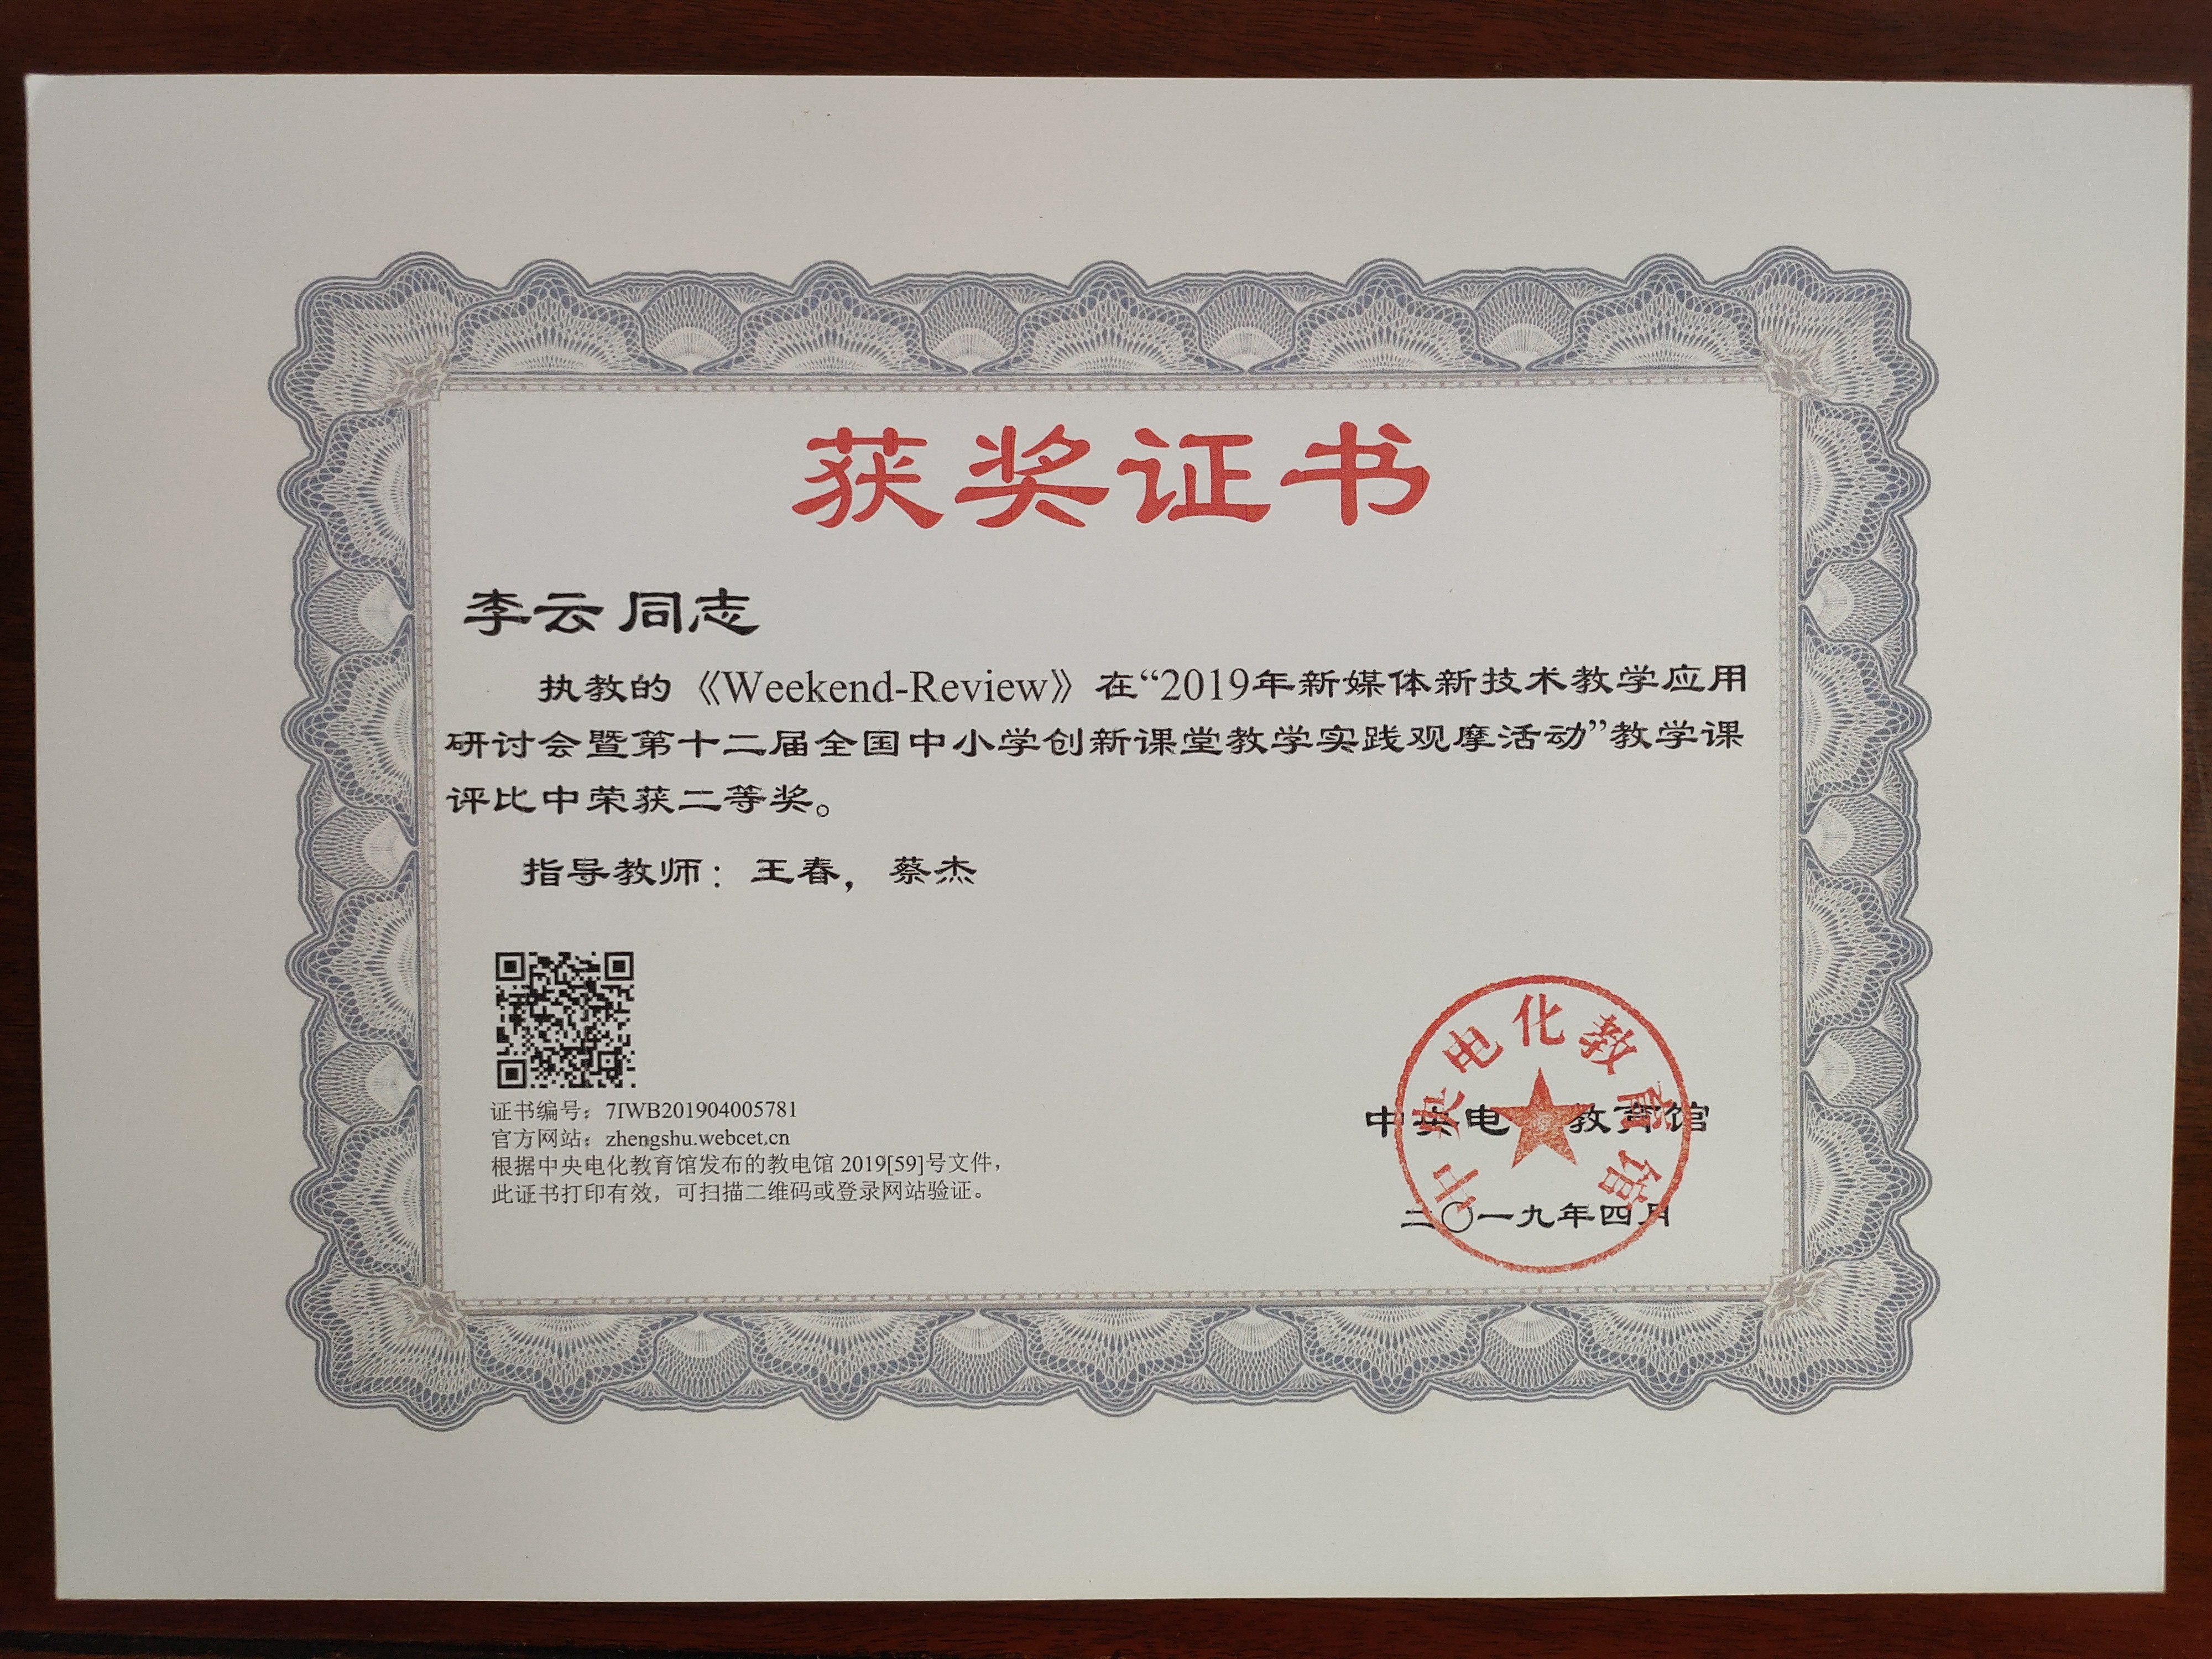 获奖证书
李云 同志
执教的《Weekend-Review》在“2019年新媒体新技术教学应用
研讨会暨第十二届全国中小学创新课堂教学实践观摩活动”教学课
评比中荣获二等奖。
指导教师：王春，蔡杰
证书编号：7IWB201904005781
官方网站：zhengshu.webcet.cn
根据中央电化教育馆发布的教电馆 2019[59]号文件，
此证书打印有效，可扫描二维码或登录网站验证。
中央电化教育馆
中央电化教育馆
二〇一九年四月